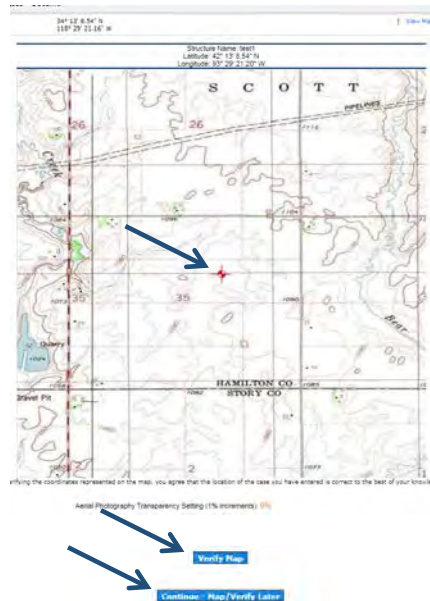 34° 12' 8.54" N
118° 29' 21.16" W
View Ma
Structure Name: test1
Latitude: 42° 13' 8.54" N
Longitude: 93° 29' 21.20" W
S C O T T
PIPELINES
26
26
Creek
35
35
Quarry
Bear
HAMILTON CO
STORY CO
Gravel Pit
2
erifying the coordinates represented on the map, you agree that the location of the case you have entered is correct to the best of your knowl
Aerial Photography Transparency Setting (1% increments)
Verify Map
Continue - Map/Verify Later